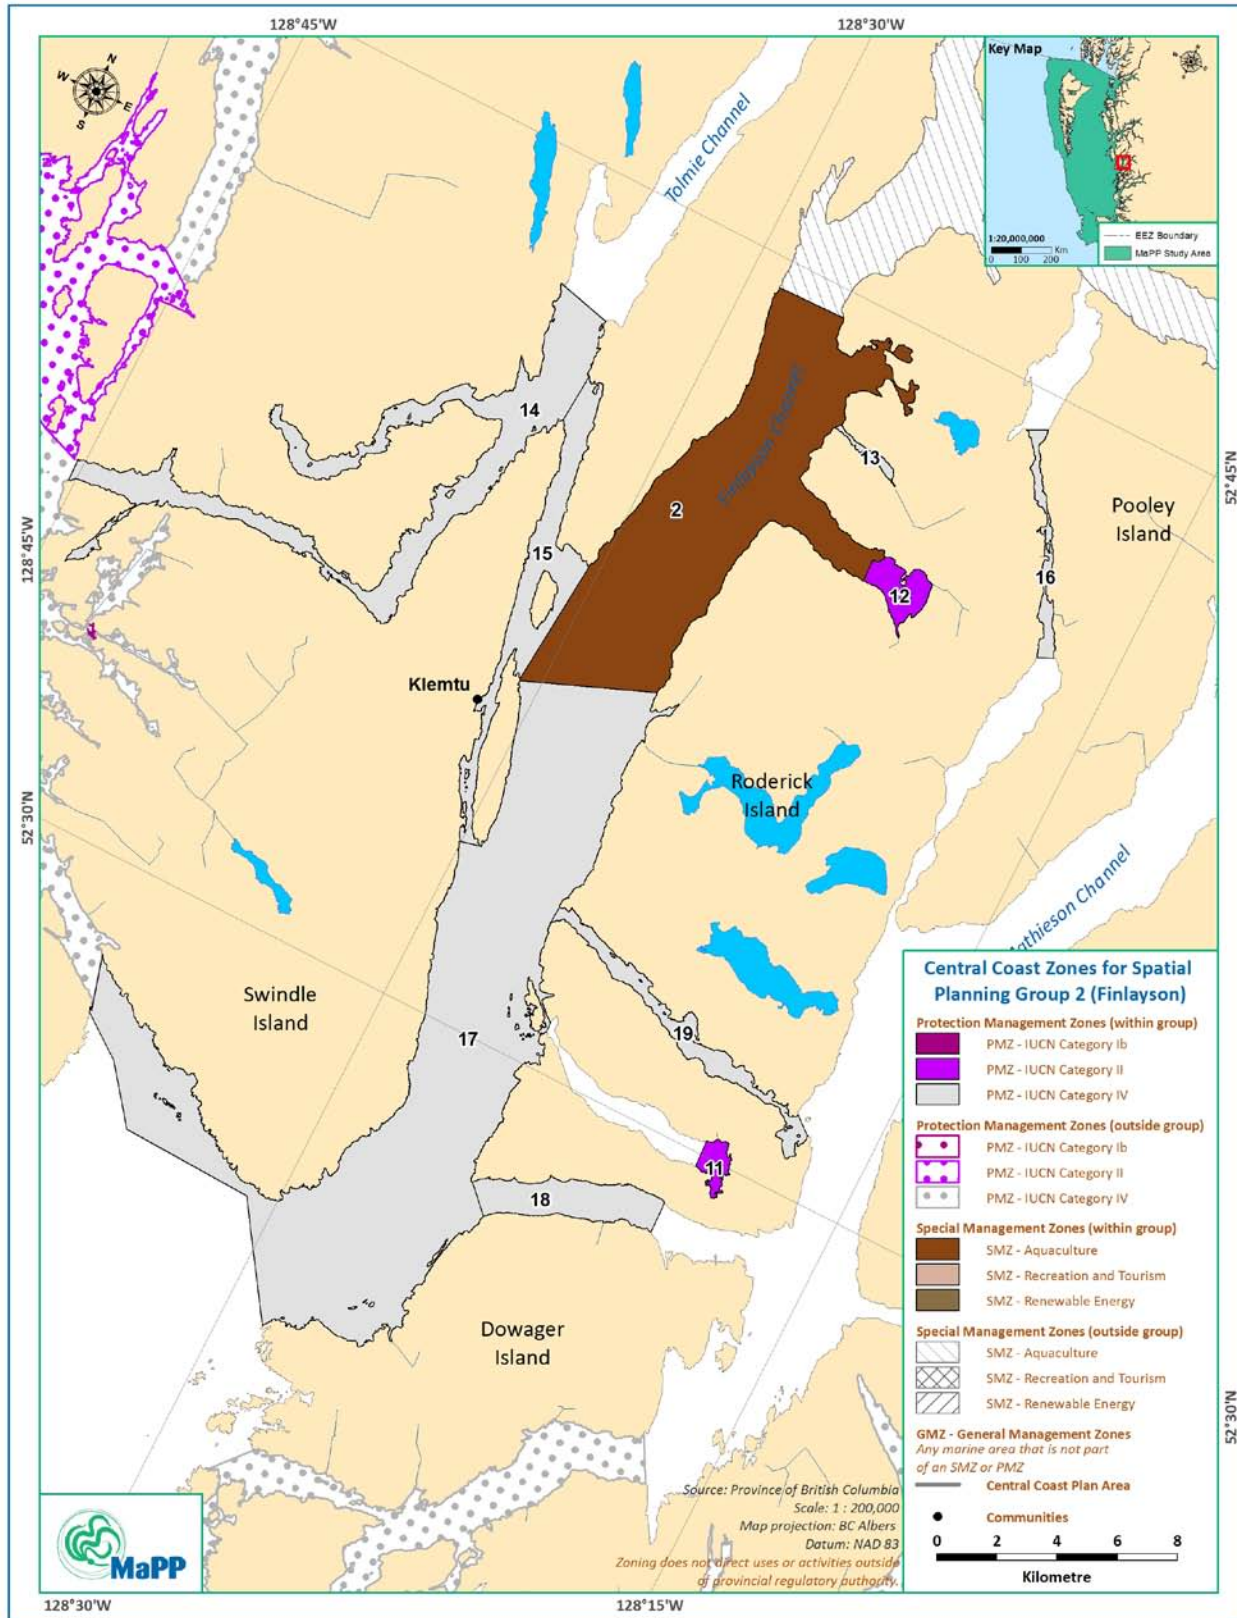 128°45'W
128°30'W
N
W
E
S
Key Map
1:20,000,000
Km
0 100 200
EEZ Boundary
MaPP Study Area
Tolmie Channel
Finlayson Channel
14
13
2
15
12
16
Pooley
Island
52°45'N
128°45'W
Klemtu
Roderick
Island
52°30'N
Mathieson Channel
Swindle
Island
17
19
11
18
Dowager
Island
Central Coast Zones for Spatial
Planning Group 2 (Finlayson)
Protection Management Zones (within group)
PMZ - IUCN Category Ib
PMZ - IUCN Category II
PMZ - IUCN Category IV
Protection Management Zones (outside group)
PMZ - IUCN Category Ib
PMZ - IUCN Category II
PMZ - IUCN Category IV
Special Management Zones (within group)
SMZ - Aquaculture
SMZ - Recreation and Tourism
SMZ - Renewable Energy
Special Management Zones (outside group)
SMZ - Aquaculture
SMZ - Recreation and Tourism
SMZ - Renewable Energy
GMZ - General Management Zones
Any marine area that is not part
of an SMZ or PMZ
Central Coast Plan Area
Communities
0 2 4 6 8
Kilometre
52°30'N
Source: Province of British Columbia
Scale: 1 : 200,000
Map projection: BC Albers
Datum: NAD 83
Zoning does not direct uses or activities outside
of provincial regulatory authority.
MaPP
128°30'W
128°15'W